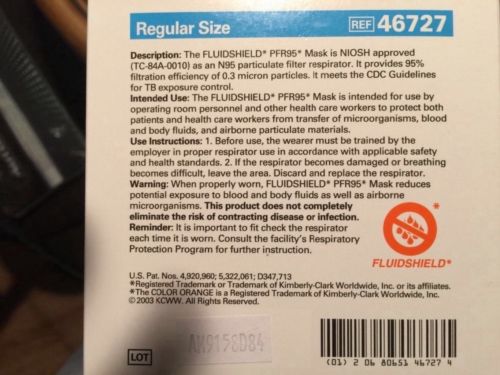 Regular Size REF 46727
Description: The FLUIDSHIELD* PFR95* Mask is NIOSH approved
(TC-84A-0010) as an N95 particulate filter respirator. It provides 95%
filtration efficiency of 0.3 micron particles. It meets the CDC Guidelines
for TB exposure control.
Intended Use: The FLUIDSHIELD* PFR95* Mask is intended for use by
operating room personnel and other health care workers to protect both
patients and health care workers from transfer of microorganisms, blood
and body fluids, and airborne particulate materials.
Use Instructions: 1. Before use, the wearer must be trained by the
employer in proper respirator use in accordance with applicable safety
and health standards. 2. If the respirator becomes damaged or breathing
becomes difficult, leave the area. Discard and replace the respirator.
Warning: When properly worn, FLUIDSHIELD* PFR95* Mask reduces
potential exposure to blood and body fluids as well as airborne
microorganisms. This product does not completely
eliminate the risk of contracting disease or infection.
Reminder: It is important to fit check the respirator
each time it is worn. Consult the facility's Respiratory
Protection Program for further instruction.
*
FLUIDSHIELD*
U.S. Pat. Nos. 4,920,960; 5,322,061; D347,713
*Registered Trademark or Trademark of Kimberly-Clark Worldwide, Inc. or its affiliates.
*The COLOR ORANGE is a Registered Trademark of Kimberly-Clark Worldwide, Inc.
©2003 KCWW. All Rights Reserved.
LOT AM9158D84
(01) 2 06 80651 46727 4